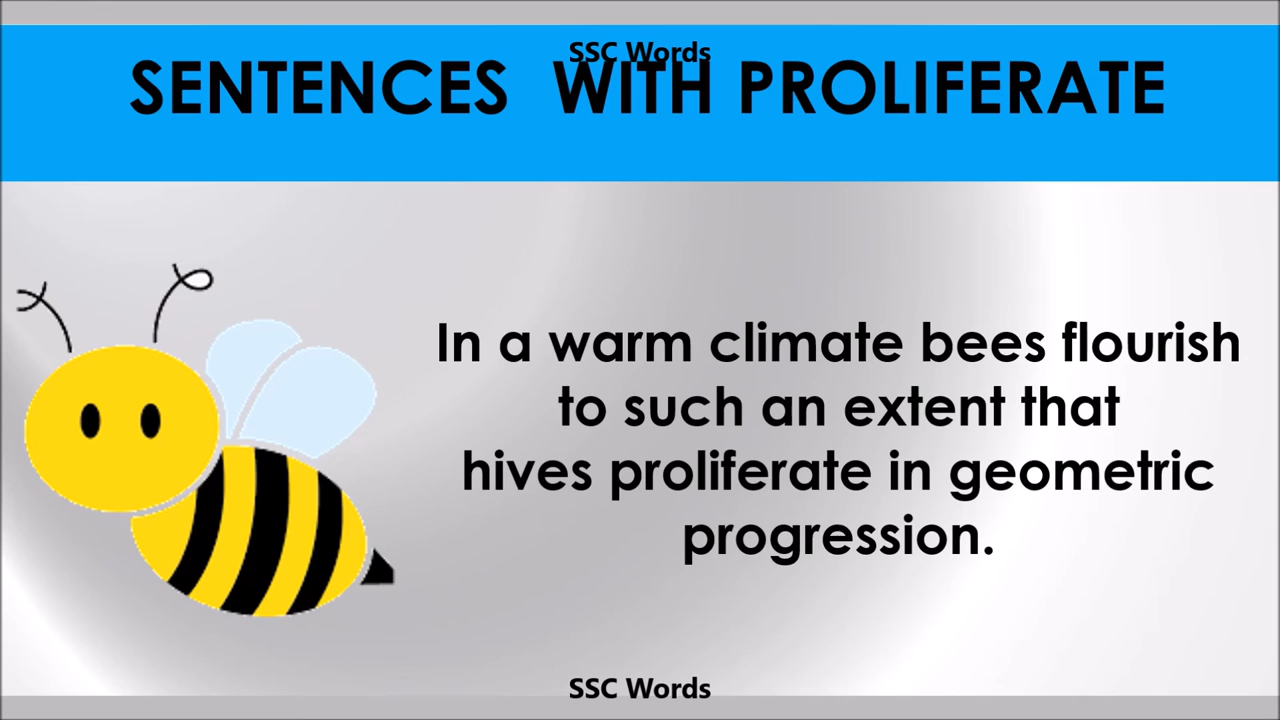 SSC Words
SENTENCES WITH PROLIFERATE
In a warm climate bees flourish
to such an extent that
hives proliferate in geometric
progression.
SSC Words